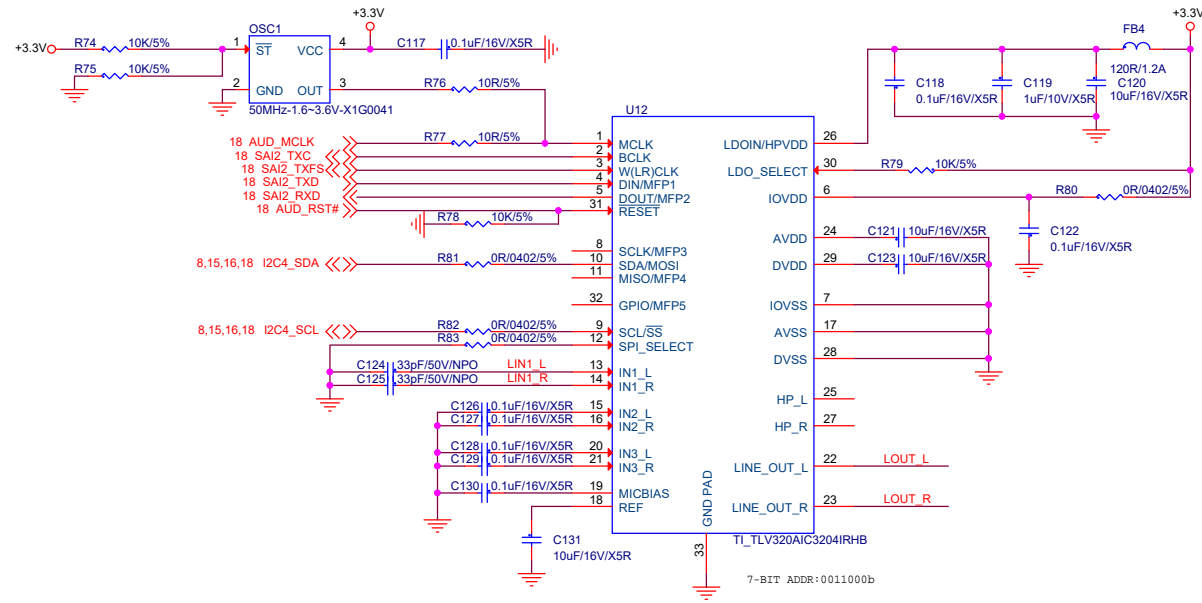 +3.3V
+3.3V
OSC1
+3.3V R74 10K/5% 1 ST VCC 4 C117 0.1uF/16V/X5R FB4
R75 10K/5% 2 GND OUT 3 R76 10R/5% 120R/1.2A
50MHz-1.6~3.6V-X1G0041
C118 0.1uF/16V/X5R
C119 1uF/10V/X5R
C120 10uF/16V/X5R
U12
18 AUD_MCLK R77 10R/5% 1 MCLK LDOIN/HPVDD 26
18 SAI2_TXC 2 BCLK
18 SAI2_TXFS 3 W(LR)CLK LDO_SELECT 30 R79 10K/5%
18 SAI2_TXD 4 DIN/MFP1
18 SAI2_RXD 5 DOUT/MFP2 IOVDD 6 R80 0R/0402/5%
18 AUD_RST# 31 RESET
R78 10K/5%
C122
0.1uF/16V/X5R
AVDD 24 C121 10uF/16V/X5R
8 SCLK/MFP3
8,15,16,18 I2C4_SDA R81 0R/0402/5% 10 SDA/MOSI DVDD 29 C123 10uF/16V/X5R
11 MISO/MFP4
32 GPIO/MFP5 IOVSS 7
8,15,16,18 I2C4_SCL R82 0R/0402/5% 9 SCL/SS AVSS 17
R83 0R/0402/5% 12 SPI_SELECT
DVSS 28
C124 33pF/50V/NPO LIN1_L 13 IN1_L
C125 33pF/50V/NPO LIN1_R 14 IN1_R
HP_L 25
C126 0.1uF/16V/X5R 15 IN2_L
C127 0.1uF/16V/X5R 16 IN2_R HP_R 27
C128 0.1uF/16V/X5R 20 IN3_L
C129 0.1uF/16V/X5R 21 IN3_R LINE_OUT_L 22 LOUT_L
C130 0.1uF/16V/X5R 19 MICBIAS
18 REF LINE_OUT_R 23 LOUT_R
GND PAD
33
C131
10uF/16V/X5R
TI_TLV320AIC3204IRHB
7-BIT ADDR:0011000b